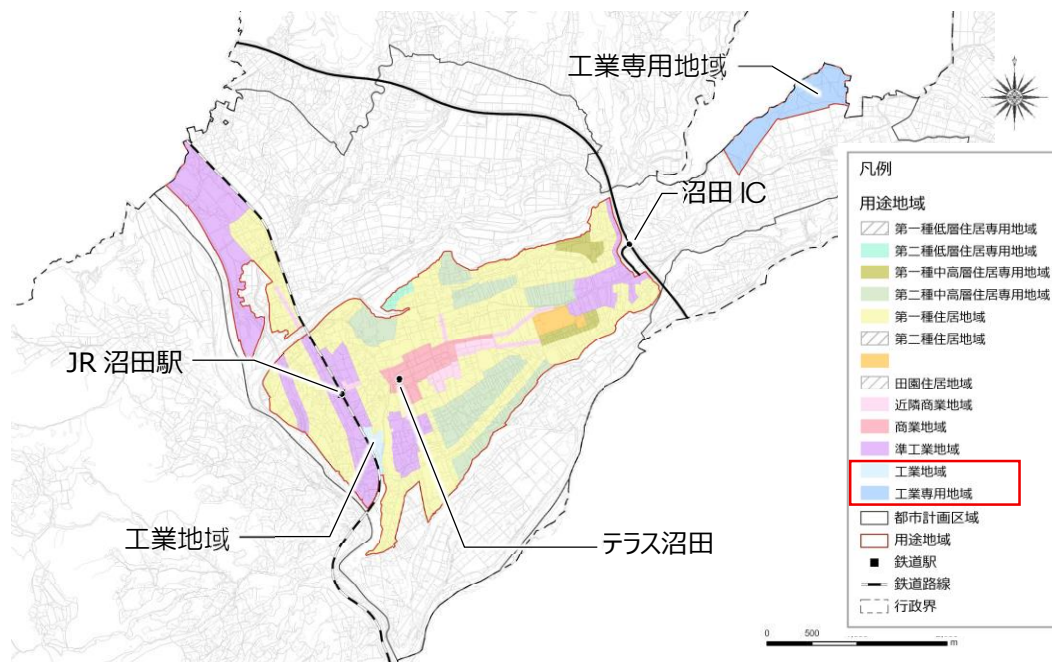 工業専用地域
沼田 IC
JR 沼田駅
工業地域
テラス沼田
凡例
用途地域
第一種低層住居専用地域
第二種低層住居専用地域
第一種中高層住居専用地域
第二種中高層住居専用地域
第一種住居地域
第二種住居地域
田園住居地域
近隣商業地域
商業地域
準工業地域
工業地域
工業専用地域
都市計画区域
用途地域
鉄道駅
鉄道路線
行政界
0 500 m